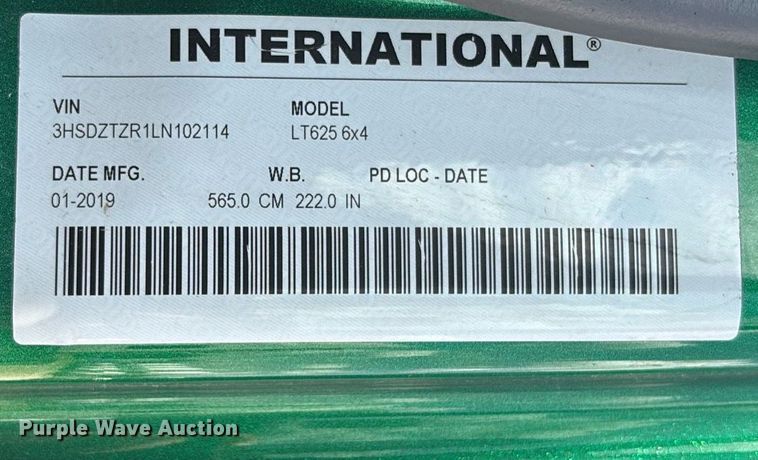 INTERNATIONAL®
VIN MODEL
3HSDZTZR1LN102114 LT625 6x4
DATE MFG. W.B. PD LOC - DATE
01-2019 565.0 CM 222.0 IN
Purple Wave Auction